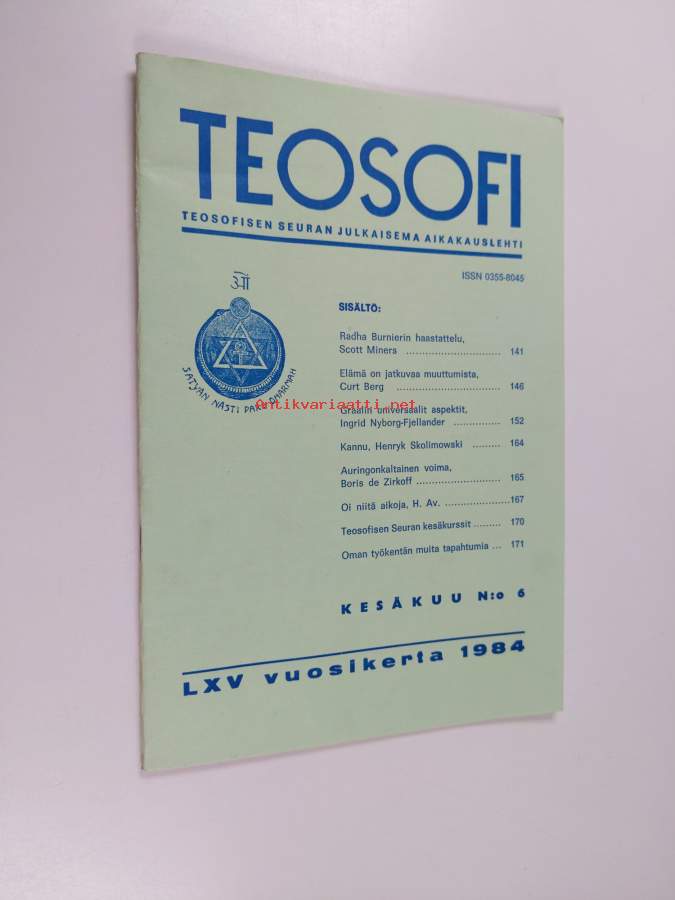 TEOSOFI
TEOSOFISEN SEURAN JULKAISEMA AIKAKAUSLEHTI
ISSN 0355-8045
ओं
SATYAN NASTI PARO DHARMAH
SISÄLTÖ:
Radha Burnierin haastattelu,
Scott Miners .............................. 141
Elämä on jatkuvaa muuttumista,
Curt Berg ................................. 146
Graalin universaalit aspektit,
Ingrid Nyborg-Fjellander ............... 152
Kannu, Henryk Skolimowski ......... 164
Auringonkaltainen voima,
Boris de Zirkoff .......................... 165
Oi niitä aikoja, H. Av. ..................... 167
Teosofisen Seuran kesäkurssit ......... 170
Oman työkentän muita tapahtumia ... 171
KESÄKUU N:o 6
LXV vuosikerta 1984
Antikvariaatti.net